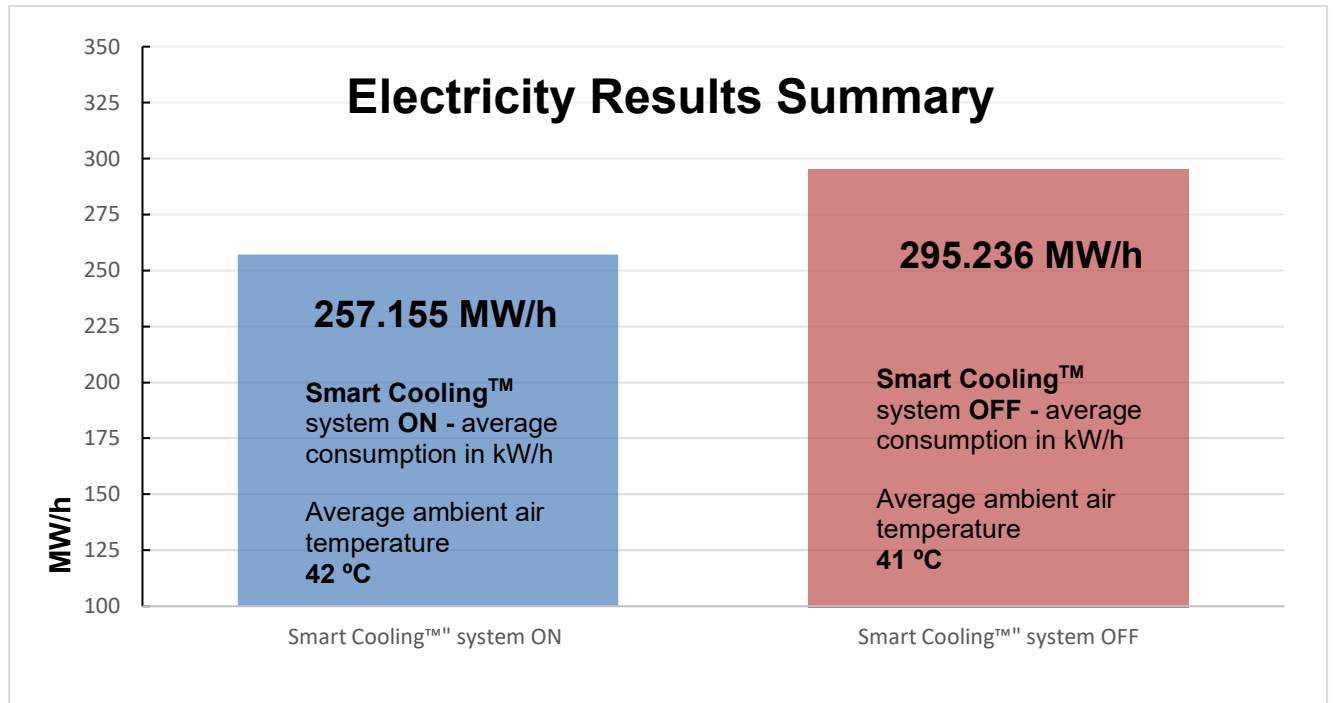 Electricity Results Summary
350
325
300
275
250
225
200
175
150
125
100
MW/h
257.155 MW/h
Smart Cooling™
system ON - average
consumption in kW/h
Average ambient air
temperature
42 ºC
295.236 MW/h
Smart Cooling™
system OFF - average
consumption in kW/h
Average ambient air
temperature
41 ºC
Smart Cooling™" system ON
Smart Cooling™" system OFF